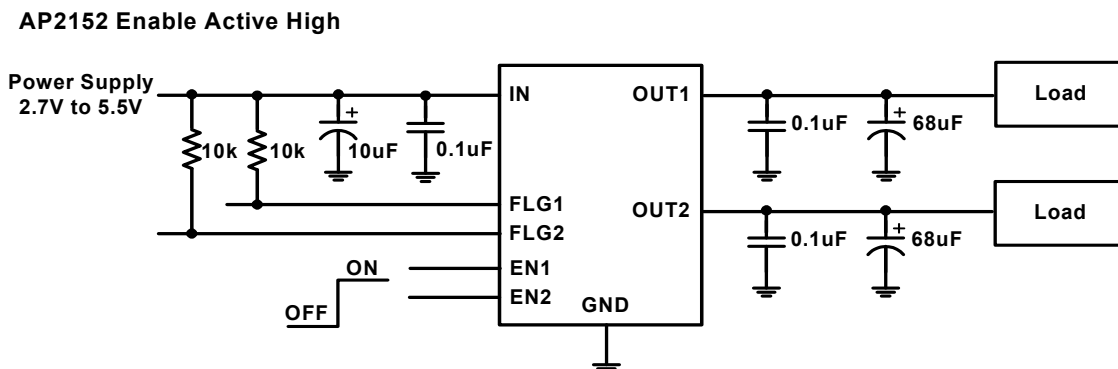 AP2152 Enable Active High
Power Supply
2.7V to 5.5V
IN
OUT1
Load
10k
10k
+
10uF
0.1uF
0.1uF
+
68uF
FLG1
OUT2
Load
FLG2
0.1uF
+
68uF
ON
EN1
OFF
EN2
GND